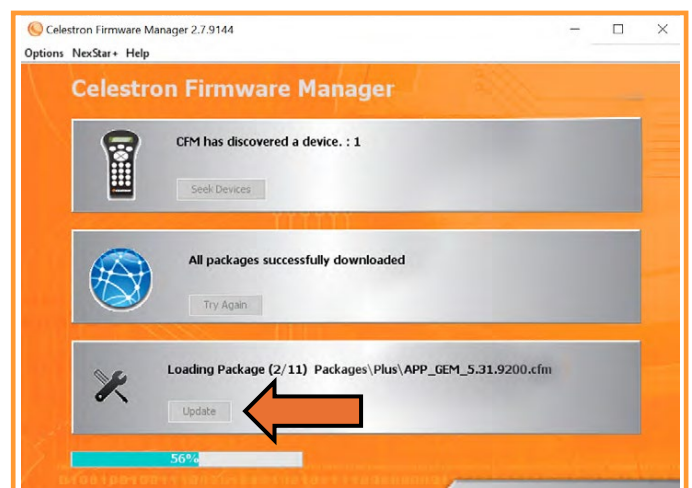 Celestron Firmware Manager 2.7.9144
Options NexStar+ Help
Celestron Firmware Manager
CFM has discovered a device. : 1
Seek Devices
All packages successfully downloaded
Try Again
Loading Package (2/11) Packages\Plus\APP_GEM_5.31.9200.cfm
Update
56%